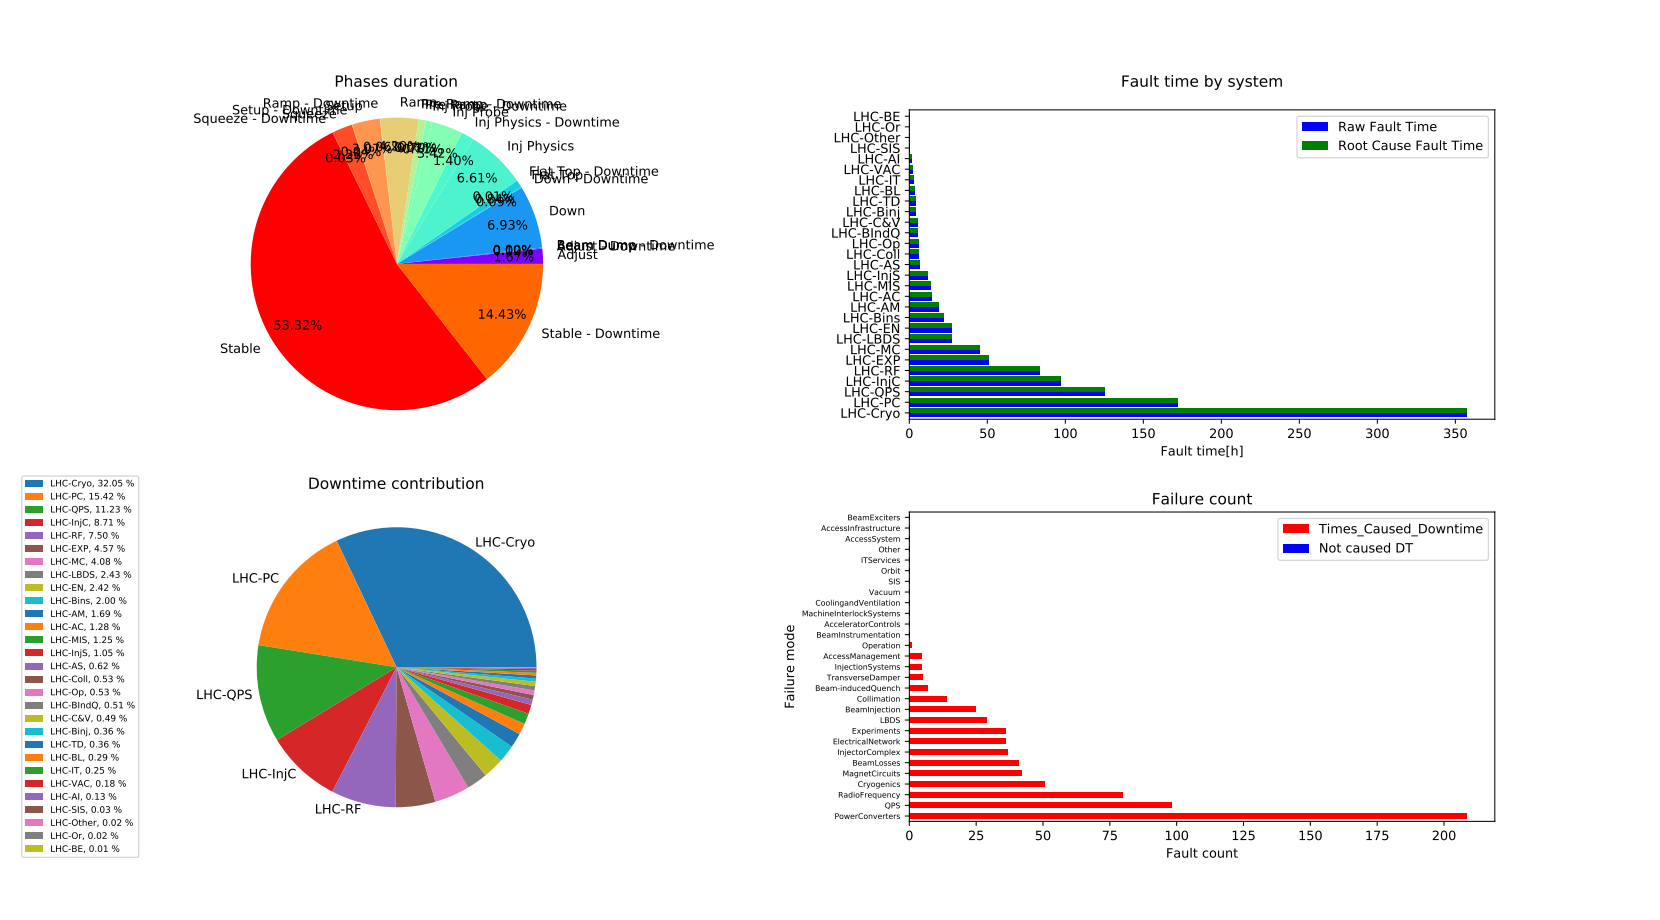 Phases duration
Ramp - Downtime
Setup
Setup - Downtime
Squeeze
Squeeze - Downtime
Inj Probe
Inj Physics - Downtime
Inj Physics
Flat Top - Downtime
Down - Downtime
Down
Adjust
Stable - Downtime
Stable
53.32%
14.43%
6.93%
6.61%
1.40%
1.67%
Fault time by system
Raw Fault Time
Root Cause Fault Time
LHC-BE
LHC-Or
LHC-Other
LHC-SIS
LHC-AI
LHC-VAC
LHC-IT
LHC-BL
LHC-TD
LHC-Binj
LHC-C&V
LHC-BIndQ
LHC-Op
LHC-Coll
LHC-AS
LHC-InjS
LHC-MIS
LHC-AC
LHC-AM
LHC-Bins
LHC-EN
LHC-LBDS
LHC-MC
LHC-EXP
LHC-RF
LHC-InjC
LHC-QPS
LHC-PC
LHC-Cryo
0 50 100 150 200 250 300 350
Fault time[h]
Downtime contribution
LHC-Cryo, 32.05 %
LHC-PC, 15.42 %
LHC-QPS, 11.23 %
LHC-InjC, 8.71 %
LHC-RF, 7.50 %
LHC-EXP, 4.57 %
LHC-MC, 4.08 %
LHC-LBDS, 2.43 %
LHC-EN, 2.42 %
LHC-Bins, 2.00 %
LHC-AM, 1.69 %
LHC-AC, 1.28 %
LHC-MIS, 1.25 %
LHC-InjS, 1.05 %
LHC-AS, 0.62 %
LHC-Coll, 0.53 %
LHC-Op, 0.53 %
LHC-BIndQ, 0.51 %
LHC-C&V, 0.49 %
LHC-Binj, 0.36 %
LHC-TD, 0.36 %
LHC-BL, 0.29 %
LHC-IT, 0.25 %
LHC-VAC, 0.18 %
LHC-AI, 0.13 %
LHC-SIS, 0.03 %
LHC-Other, 0.02 %
LHC-Or, 0.02 %
LHC-BE, 0.01 %
LHC-Cryo
LHC-PC
LHC-QPS
LHC-InjC
LHC-RF
Failure count
Times_Caused_Downtime
Not caused DT
Failure mode
BeamExciters
AccessInfrastructure
AccessSystem
Other
ITServices
Orbit
SIS
Vacuum
CoolingandVentilation
MachineInterlockSystems
AcceleratorControls
BeamInstrumentation
Operation
AccessManagement
InjectionSystems
TransverseDamper
Beam-inducedQuench
Collimation
BeamInjection
LBDS
Experiments
ElectricalNetwork
InjectorComplex
BeamLosses
MagnetCircuits
Cryogenics
RadioFrequency
QPS
PowerConverters
0 25 50 75 100 125 150 175 200
Fault count